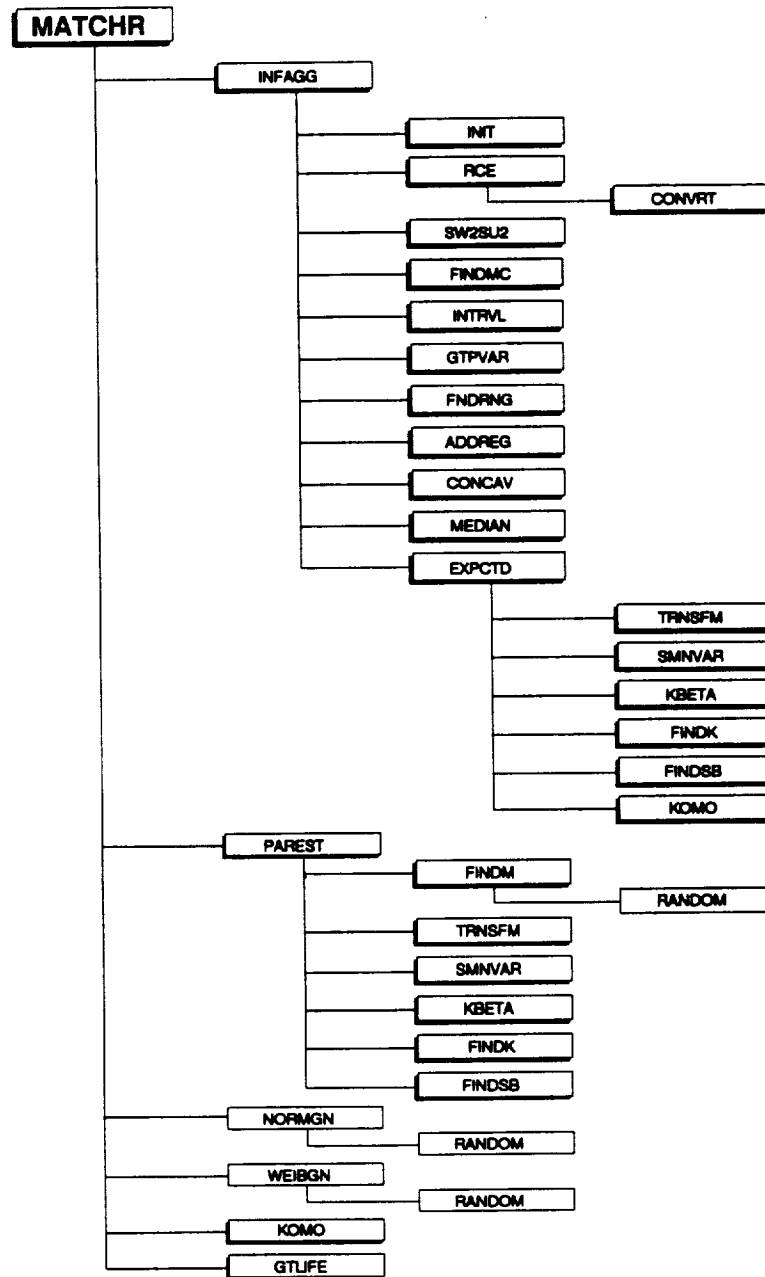 MATCHR
INFAGG
INIT
RCE
CONVRT
SW2SU2
FINDMC
INTRVL
GTPVAR
FNDRNG
ADDREG
CONCAV
MEDIAN
EXPCTD
TRNSFM
SMNVAR
KBETA
FINDK
FINDSB
KOMO
PAREST
FINDM
RANDOM
TRNSFM
SMNVAR
KBETA
FINDK
FINDSB
NORMGN
RANDOM
WEIBGN
RANDOM
KOMO
GTLIFE